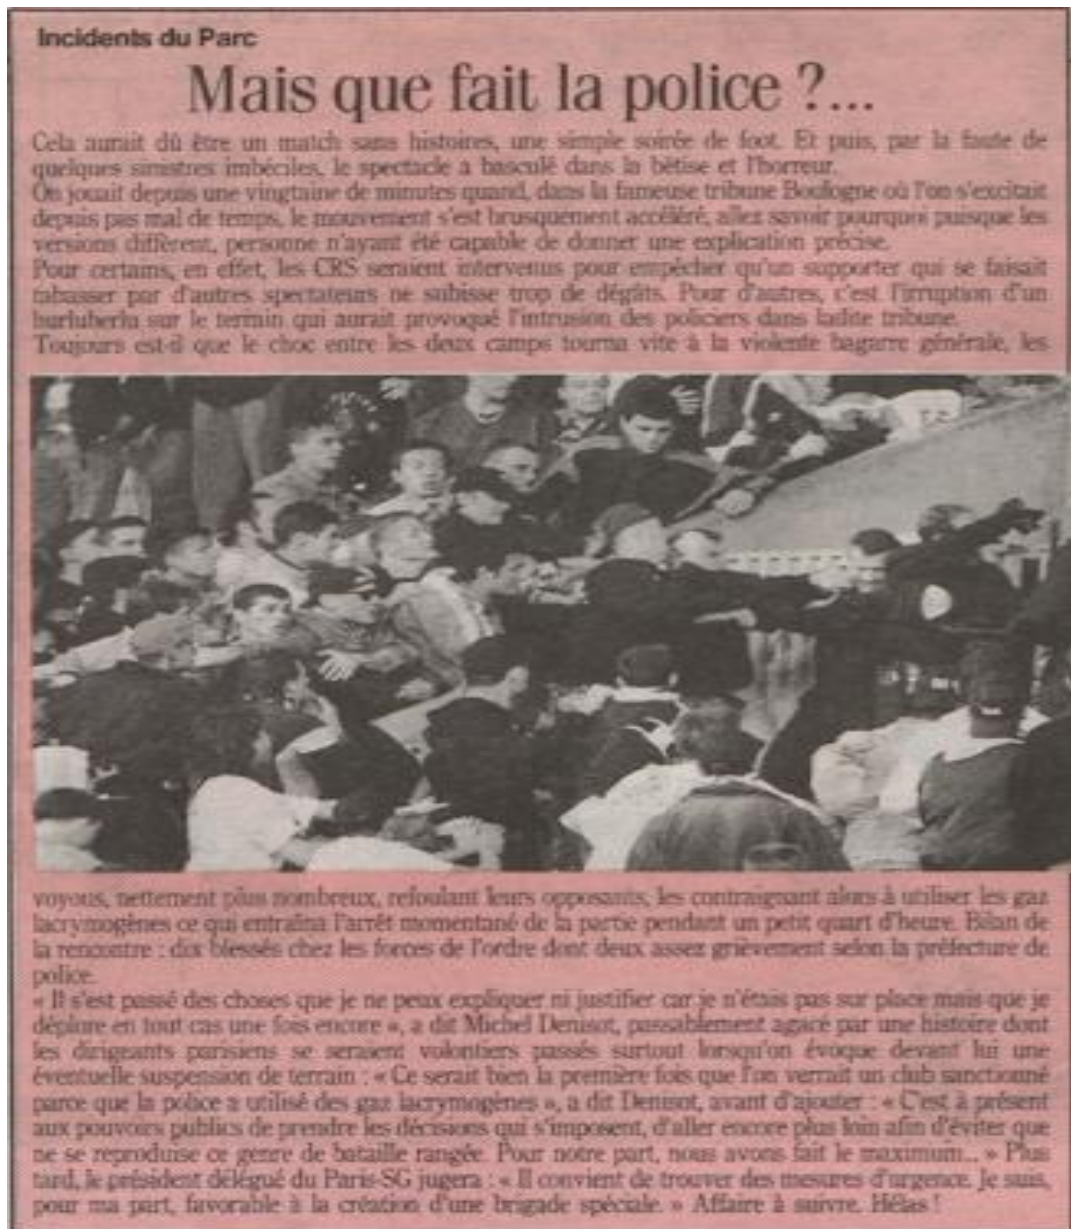 Incidents du Parc
Mais que fait la police ?...
Cela aurait dû être un match sans histoires, une simple soirée de foot. Et puis, par la faute de
quelques sinistres imbéciles, le spectacle a basculé dans la bêtise et l'horreur.
On jouait depuis une vingtaine de minutes quand, dans la fameuse tribune Boulogne où l'on s'excitait
depuis pas mal de temps, le mouvement s'est brusquement accéléré, allez savoir pourquoi puisque les
versions diffèrent, personne n'ayant été capable de donner une explication précise.
Pour certains, en effet, les CRS seraient intervenus pour empêcher qu'un supporter qui se faisait
tabasser par d'autres spectateurs ne subisse trop de dégâts. Pour d'autres, c'est l'irruption d'un
hurluberlu sur le terrain qui aurait provoqué l'intrusion des policiers dans ladite tribune.
Toujours est-il que le choc entre les deux camps tourna vite à la violente bagarre générale, les
voyous, nettement plus nombreux, refoulant leurs opposants, les contraignant alors à utiliser les gaz
lacrymogènes ce qui entraîna l'arrêt momentané de la partie pendant un petit quart d'heure. Bilan de
la rencontre : dix blessés chez les forces de l'ordre dont deux assez grièvement selon la préfecture de
police.
« Il s'est passé des choses que je ne peux expliquer ni justifier car je n'étais pas sur place mais que je
déplore en tout cas une fois encore », a dit Michel Denisot, passablement agacé par une histoire dont
les dirigeants parisiens se seraient volontiers passés surtout lorsqu'on évoque devant lui une
éventuelle suspension de terrain : « Ce serait bien la première fois que l'on verrait un club sanctionné
parce que la police a utilisé des gaz lacrymogènes », a dit Denisot, avant d'ajouter : « C'est à présent
aux pouvoirs publics de prendre les décisions qui s'imposent, d'aller encore plus loin afin d'éviter que
ne se reproduise ce genre de bataille rangée. Pour notre part, nous avons fait le maximum... » Plus
tard, le président délégué du Paris-SG jugera : « Il convient de trouver des mesures d'urgence. Je suis,
pour ma part, favorable à la création d'une brigade spéciale. » Affaire à suivre. Hélas !